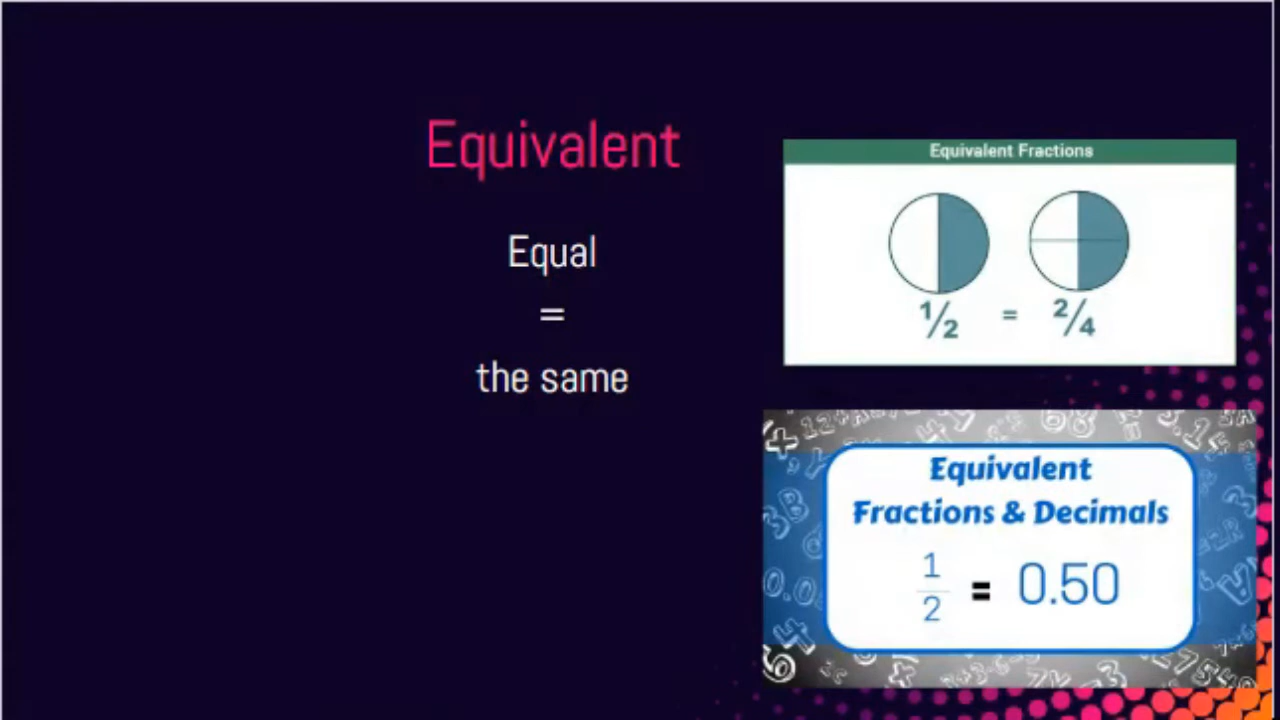 Equivalent
Equal
=
the same
Equivalent Fractions
1/2 = 2/4
Equivalent
Fractions & Decimals
1
2
= 0.50